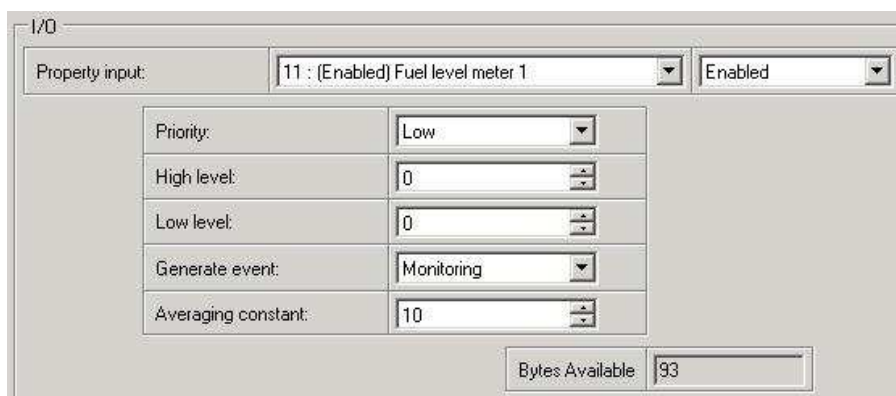 I/O
Property input: 11 : (Enabled) Fuel level meter 1 Enabled
Priority: Low
High level: 0
Low level: 0
Generate event: Monitoring
Averaging constant: 10
Bytes Available 93